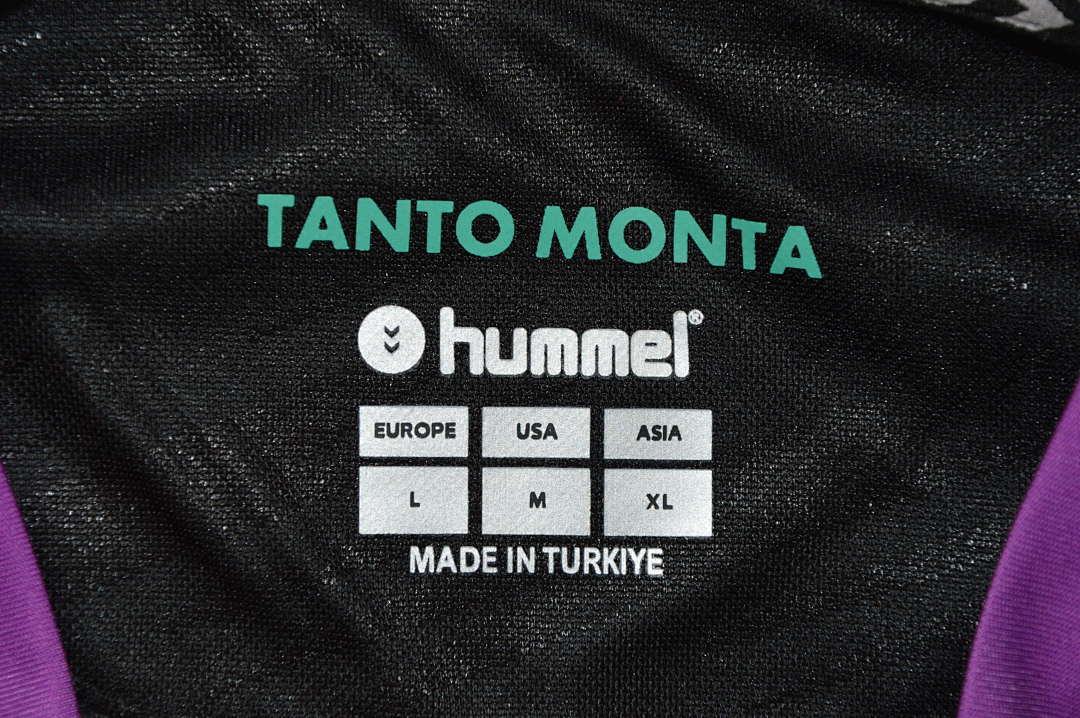 TANTO MONTA
hummel®
EUROPE USA ASIA
L M XL
MADE IN TURKIYE